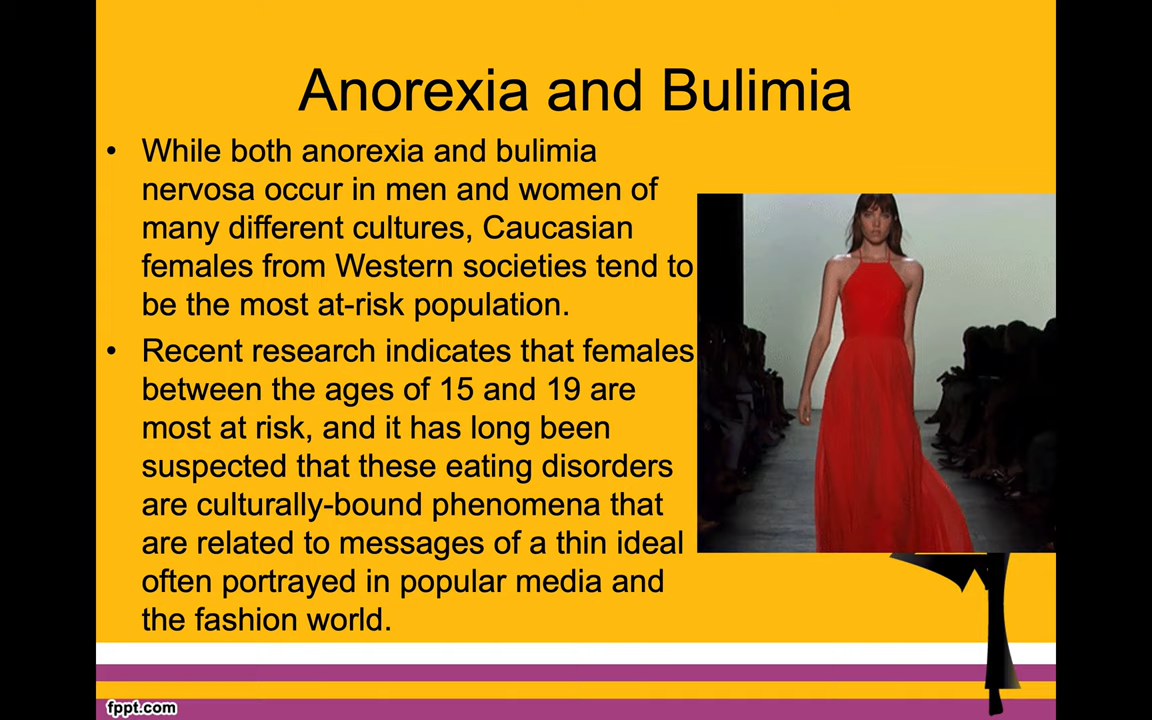 Anorexia and Bulimia
• While both anorexia and bulimia
nervosa occur in men and women of
many different cultures, Caucasian
females from Western societies tend to
be the most at-risk population.
• Recent research indicates that females
between the ages of 15 and 19 are
most at risk, and it has long been
suspected that these eating disorders
are culturally-bound phenomena that
are related to messages of a thin ideal
often portrayed in popular media and
the fashion world.
fppt.com